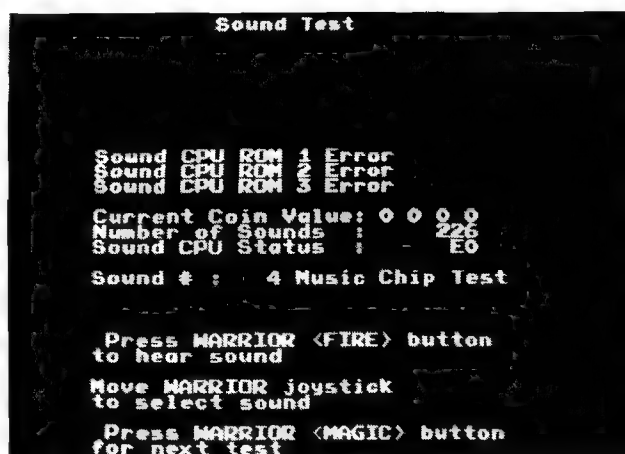 Sound Test
Sound CPU ROM 1 Error
Sound CPU ROM 2 Error
Sound CPU ROM 3 Error
Current Coin Value: 0 0 0 0
Number of Sounds : 226
Sound CPU Status : E0
Sound # : 4 Music Chip Test
Press WARRIOR <FIRE> button
to hear sound
Move WARRIOR joystick
to select sound
Press WARRIOR <MAGIC> button
for next test